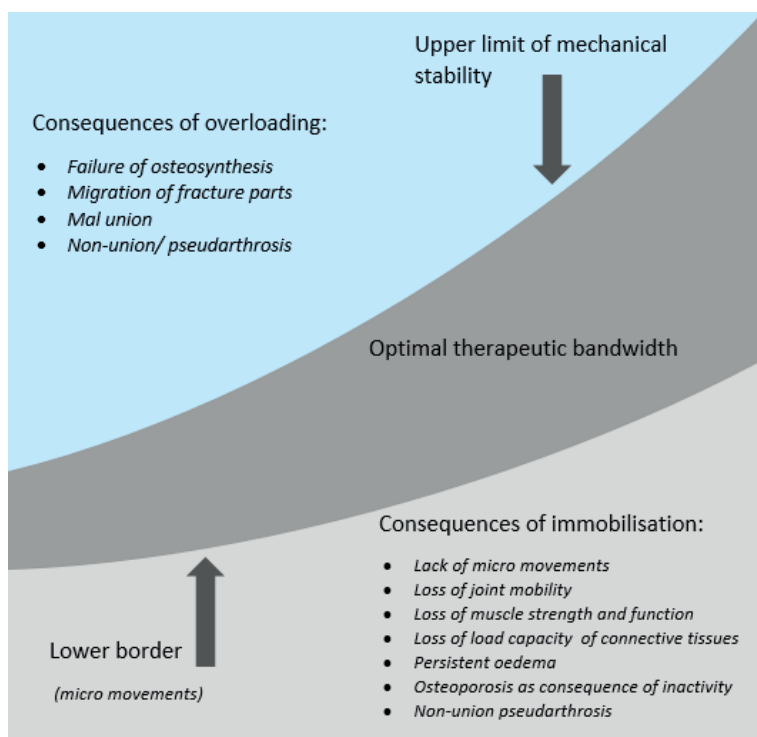 Upper limit of mechanical
stability
Consequences of overloading:
• Failure of osteosynthesis
• Migration of fracture parts
• Mal union
• Non-union/ pseudarthrosis
Optimal therapeutic bandwidth
Consequences of immobilisation:
• Lack of micro movements
• Loss of joint mobility
• Loss of muscle strength and function
• Loss of load capacity of connective tissues
• Persistent oedema
• Osteoporosis as consequence of inactivity
• Non-union pseudarthrosis
Lower border
(micro movements)